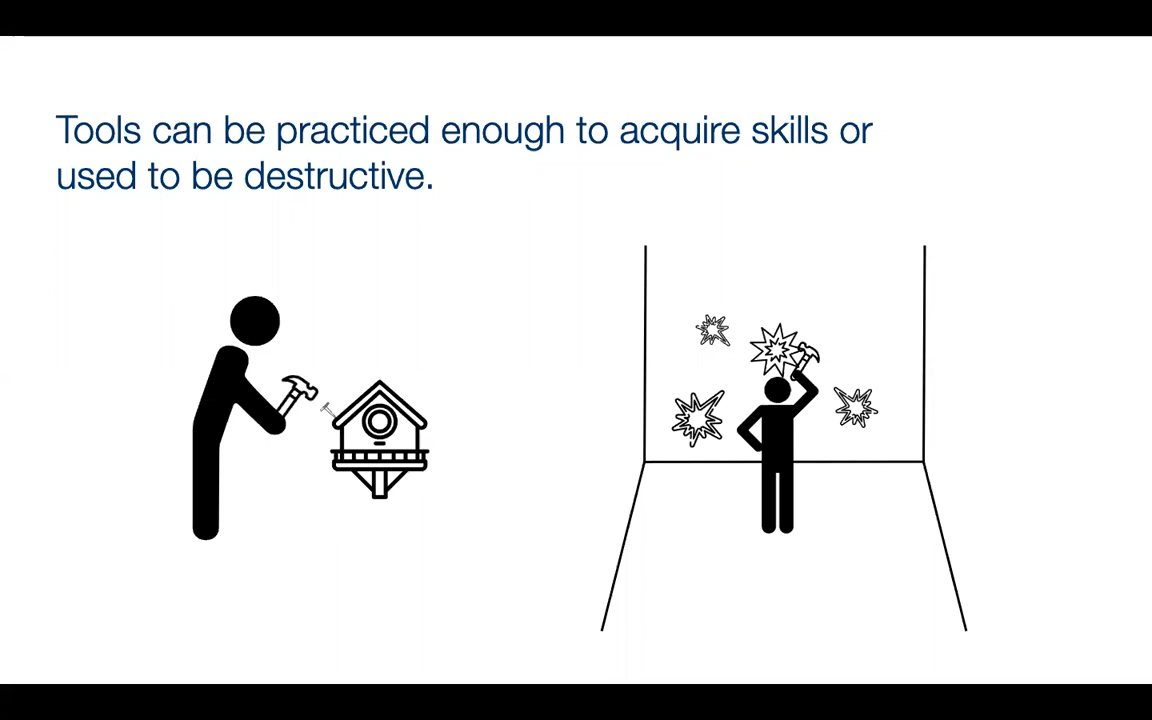 Tools can be practiced enough to acquire skills or
used to be destructive.